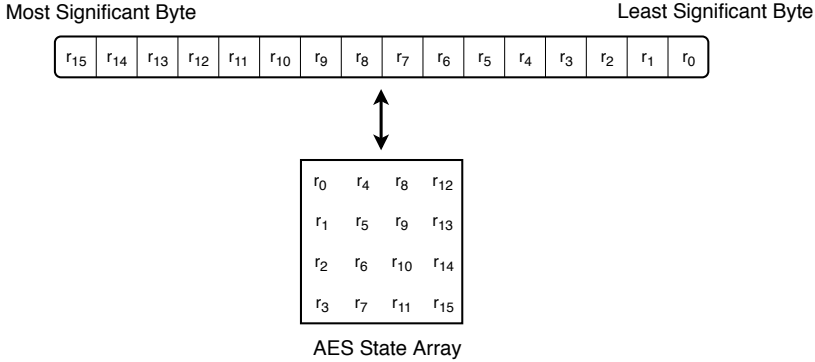 Most Significant Byte Least Significant Byte
r15 r14 r13 r12 r11 r10 r9 r8 r7 r6 r5 r4 r3 r2 r1 r0
r0 r4 r8 r12
r1 r5 r9 r13
r2 r6 r10 r14
r3 r7 r11 r15
AES State Array